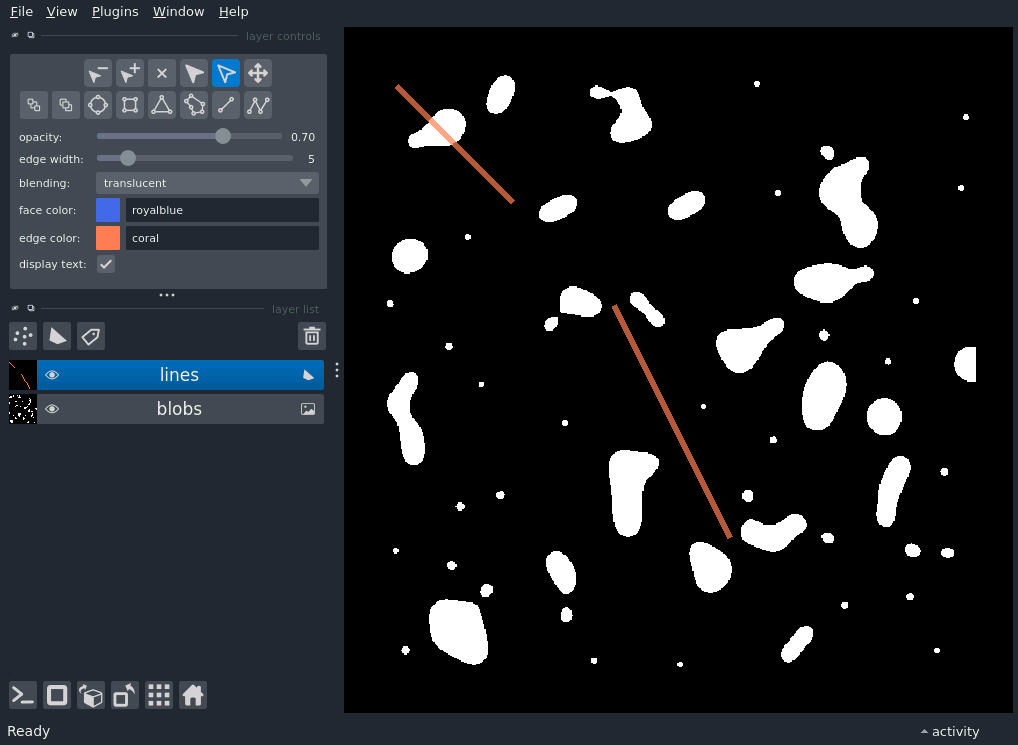 File View Plugins Window Help
layer controls
opacity: 0.70
edge width: 5
blending: translucent
face color: royalblue
edge color: coral
display text:
layer list
lines
blobs
Ready
activity